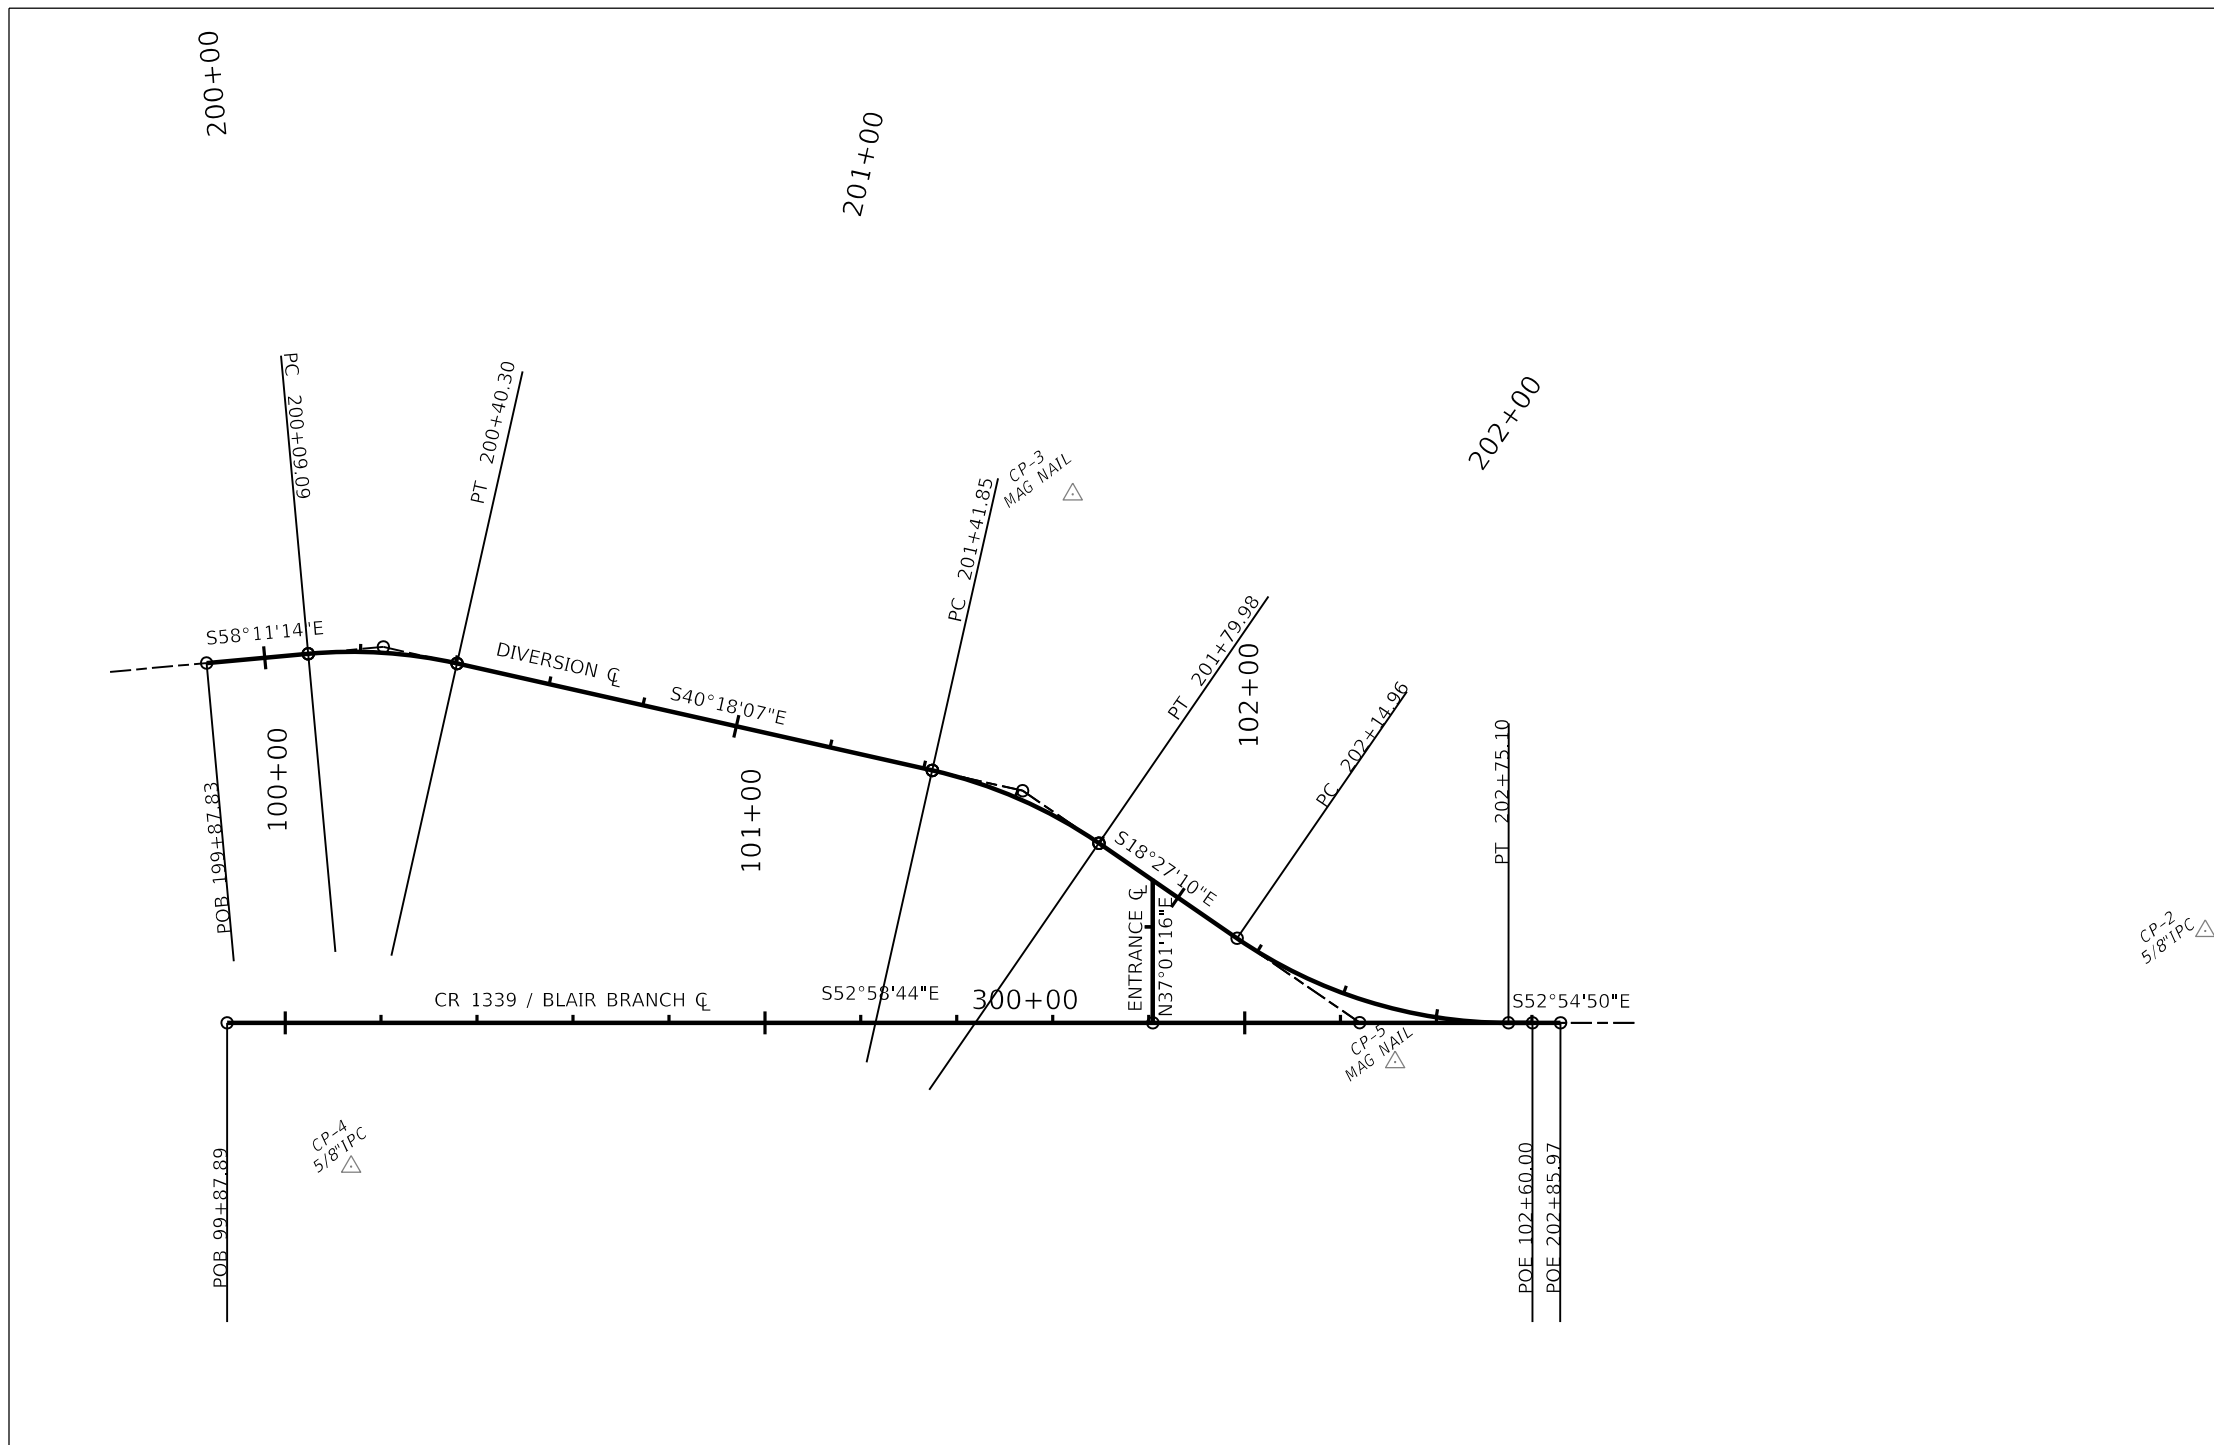 200+00
201+00
202+00
PC 200+09.09
PT 200+40.30
PC 201+41.85
CP-3
MAG NAIL
PT 201+79.98
102+00
PC 202+14.96
PT 202+75.10
S58°11'14"E
DIVERSION ℄
S40°18'07"E
POB 199+87.83
100+00
101+00
S18°27'10"E
ENTRANCE ℄
N37°01'16"E
CP-2
5/8"IPC
CR 1339 / BLAIR BRANCH ℄
S52°58'44"E
300+00
S52°54'50"E
CP-5
MAG NAIL
CP-4
5/8"IPC
POB 99+87.89
POE 102+60.00
POE 202+85.97